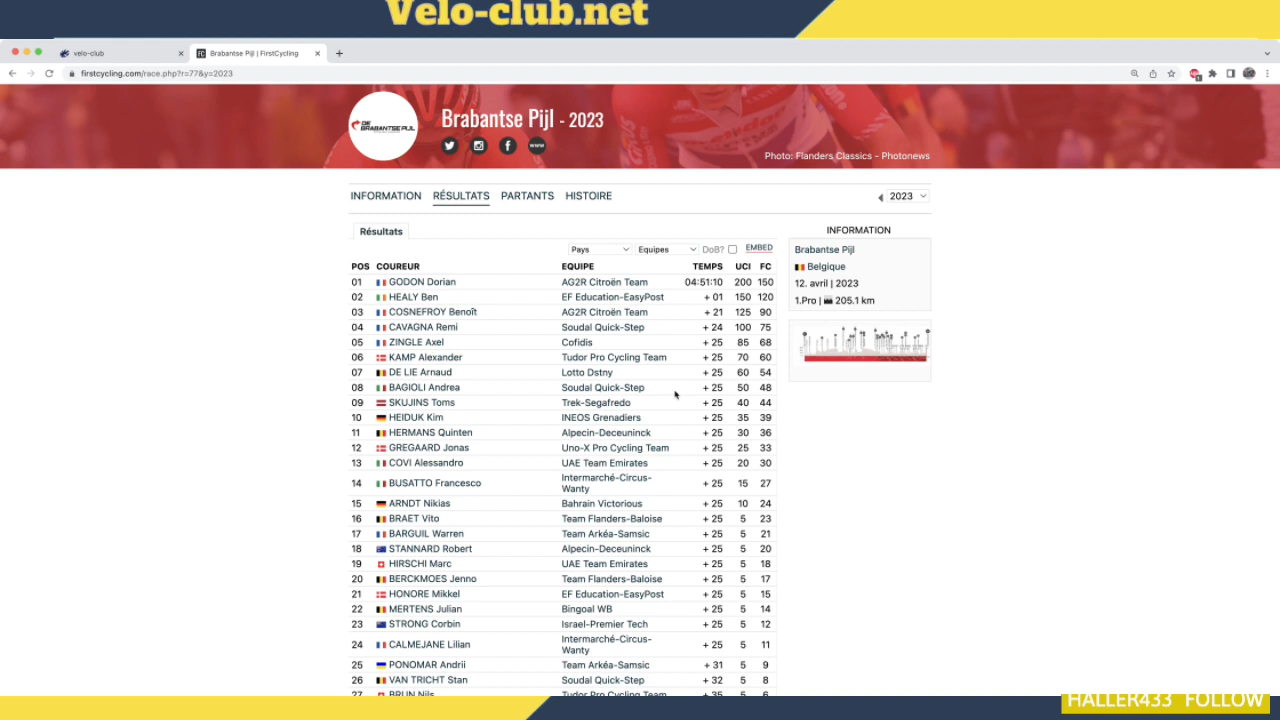 Velo-club.net
velo-club
Brabantse Pijl | FirstCycling
firstcycling.com/race.php?r=77&y=2023
DE BRABANTSE PIJL
Brabantse Pijl - 2023
www
Photo: Flanders Classics - Photonews
INFORMATION RÉSULTATS PARTANTS HISTOIRE
2023
Résultats
Pays Equipes DoB? EMBED
POS COUREUR EQUIPE TEMPS UCI FC
01 GODON Dorian AG2R Citroën Team 04:51:10 200 150
02 HEALY Ben EF Education-EasyPost + 01 150 120
03 COSNEFROY Benoît AG2R Citroën Team + 21 125 90
04 CAVAGNA Remi Soudal Quick-Step + 24 100 75
05 ZINGLE Axel Cofidis + 25 85 68
06 KAMP Alexander Tudor Pro Cycling Team + 25 70 60
07 DE LIE Arnaud Lotto Dstny + 25 60 54
08 BAGIOLI Andrea Soudal Quick-Step + 25 50 48
09 SKUJINS Toms Trek-Segafredo + 25 40 44
10 HEIDUK Kim INEOS Grenadiers + 25 35 39
11 HERMANS Quinten Alpecin-Deceuninck + 25 30 36
12 GREGAARD Jonas Uno-X Pro Cycling Team + 25 25 33
13 COVI Alessandro UAE Team Emirates + 25 20 30
14 BUSATTO Francesco Intermarché-Circus-Wanty + 25 15 27
15 ARNDT Nikias Bahrain Victorious + 25 10 24
16 BRAET Vito Team Flanders-Baloise + 25 5 23
17 BARGUIL Warren Team Arkéa-Samsic + 25 5 21
18 STANNARD Robert Alpecin-Deceuninck + 25 5 20
19 HIRSCHI Marc UAE Team Emirates + 25 5 18
20 BERCKMOES Jenno Team Flanders-Baloise + 25 5 17
21 HONORE Mikkel EF Education-EasyPost + 25 5 15
22 MERTENS Julian Bingoal WB + 25 5 14
23 STRONG Corbin Israel-Premier Tech + 25 5 12
24 CALMEJANE Lilian Intermarché-Circus-Wanty + 25 5 11
25 PONOMAR Andrii Team Arkéa-Samsic + 31 5 9
26 VAN TRICHT Stan Soudal Quick-Step + 32 5 8
27 BRUN Nils Tudor Pro Cycling Team + 35 5 6
INFORMATION
Brabantse Pijl
Belgique
12. avril | 2023
1.Pro | 205.1 km
HALLER433 FOLLOW